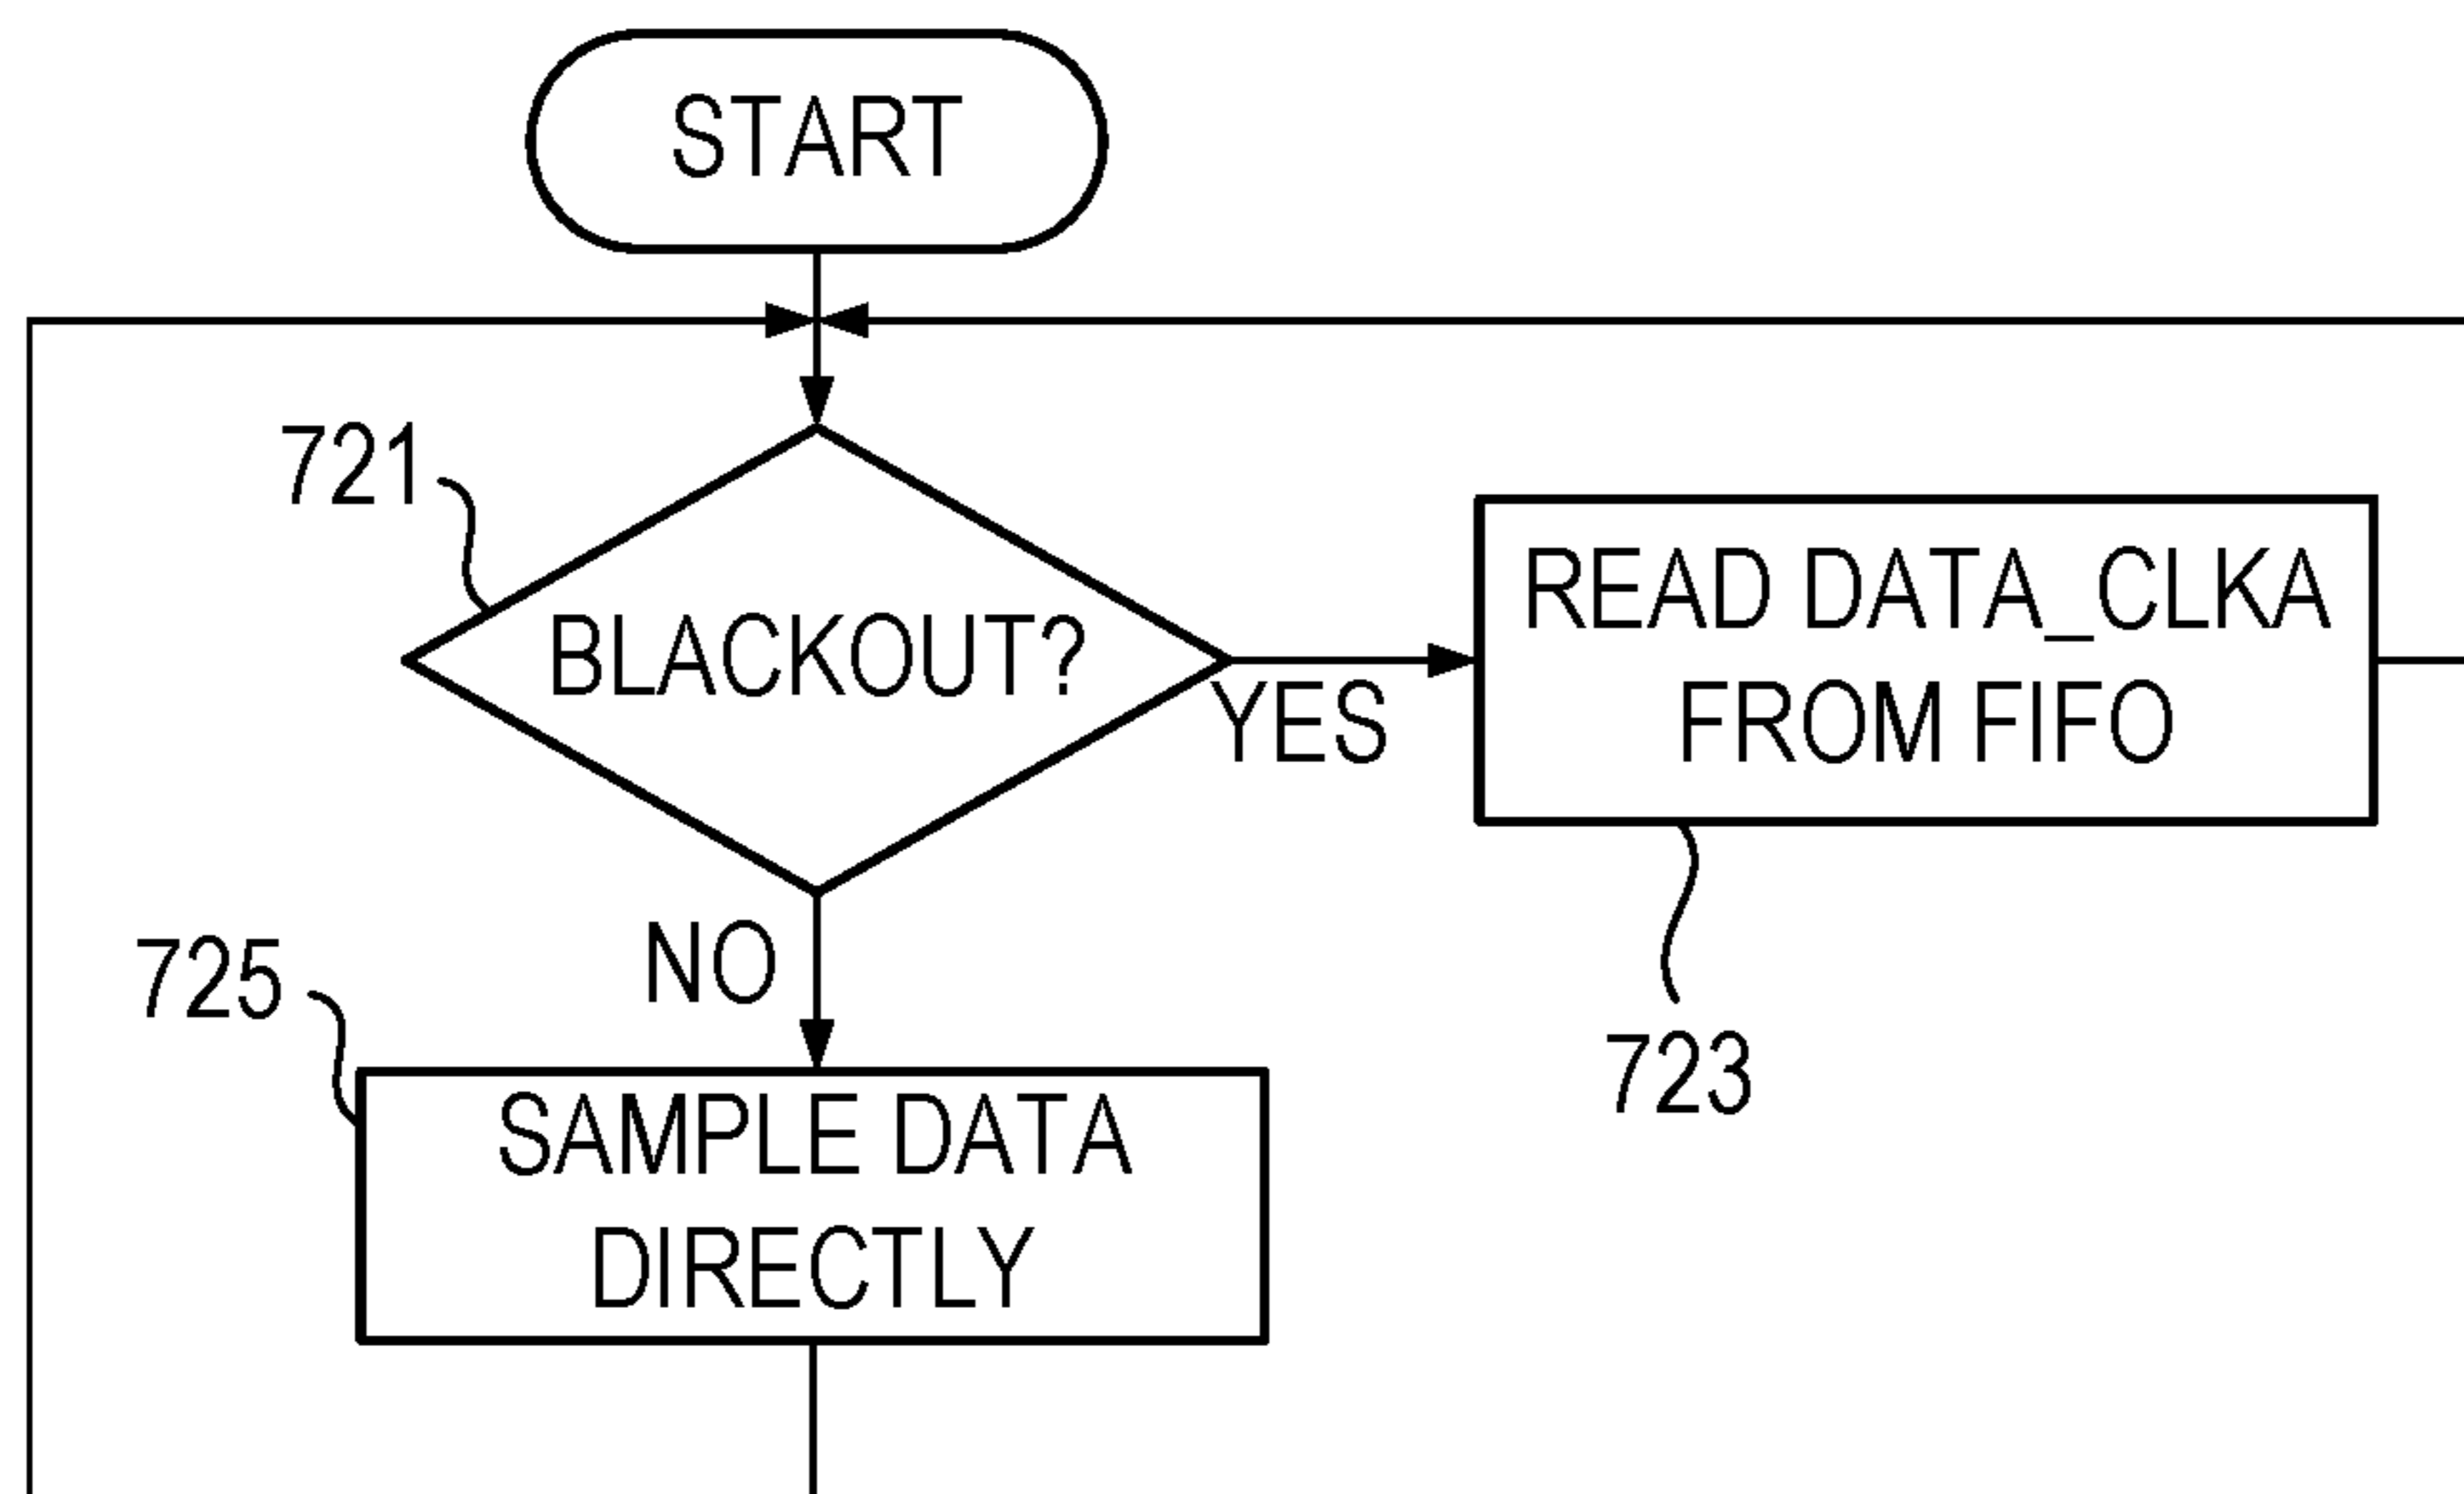 START
721
BLACKOUT?
YES
READ DATA_CLKA
FROM FIFO
723
NO
725
SAMPLE DATA
DIRECTLY